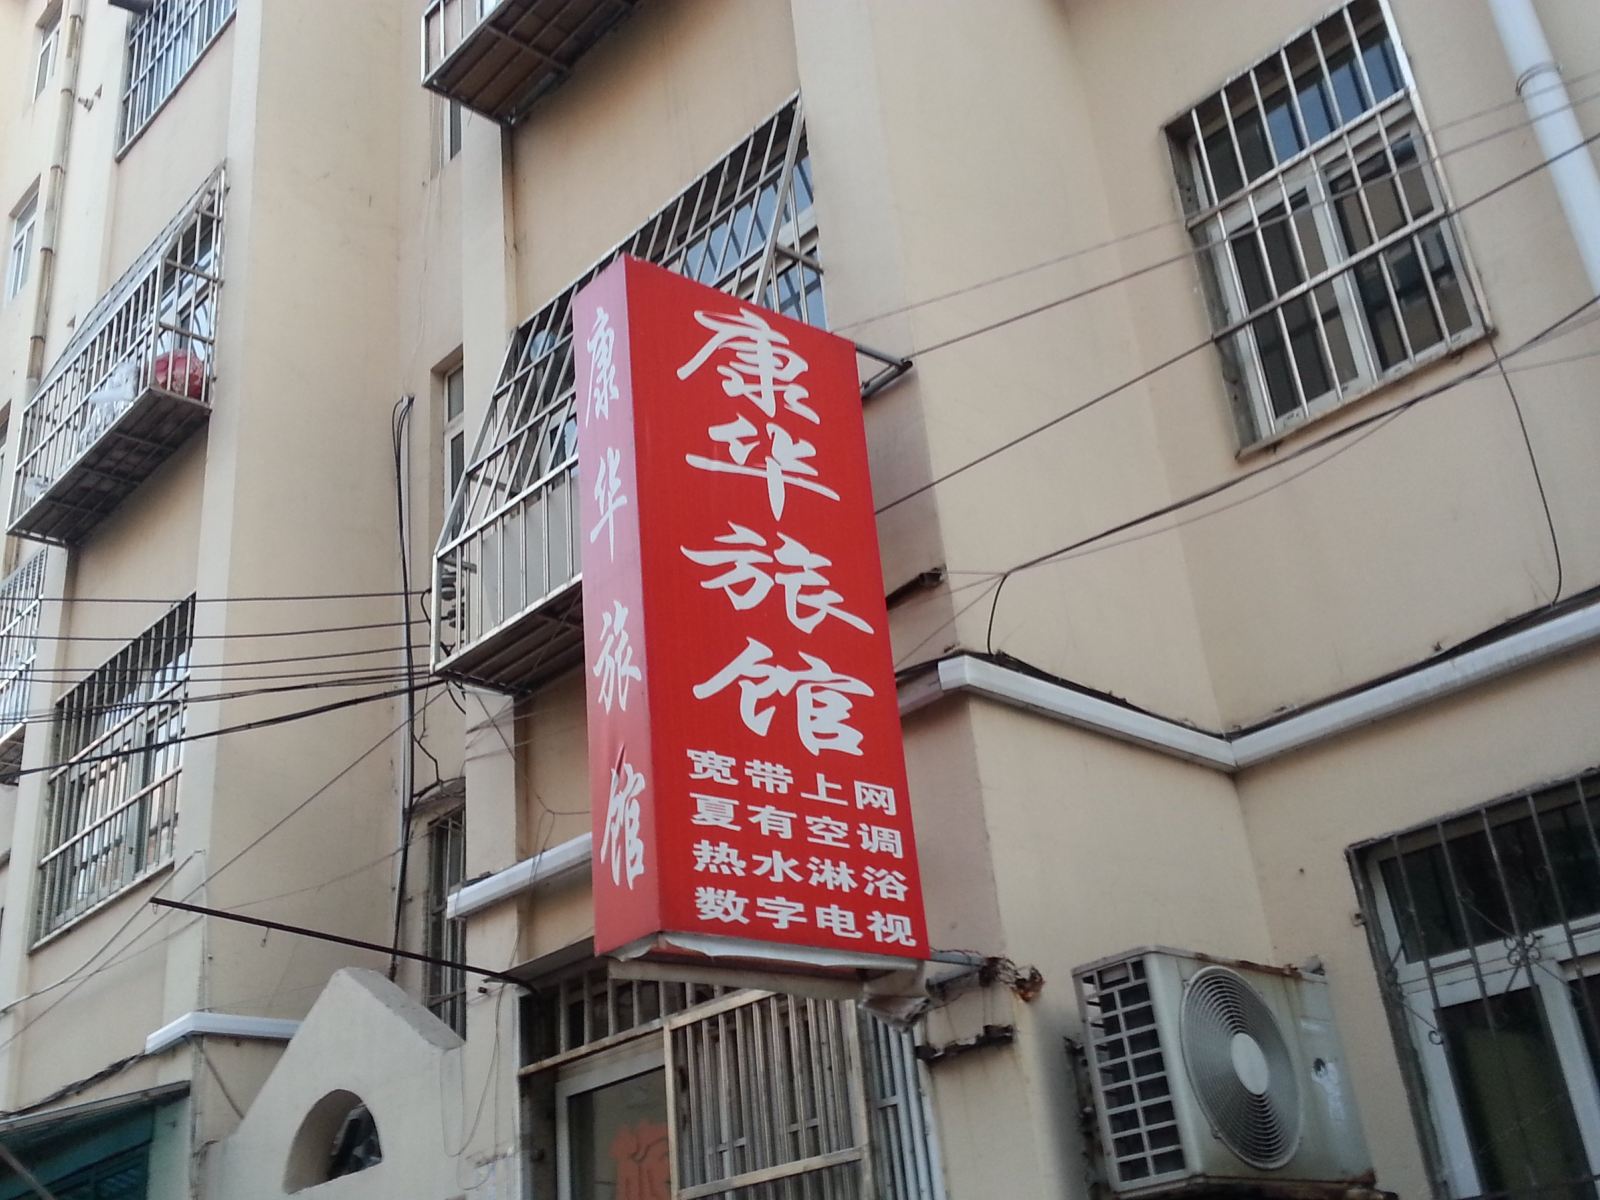 康华旅馆
康华旅馆
宽带上网
夏有空调
热水淋浴
数字电视
旅